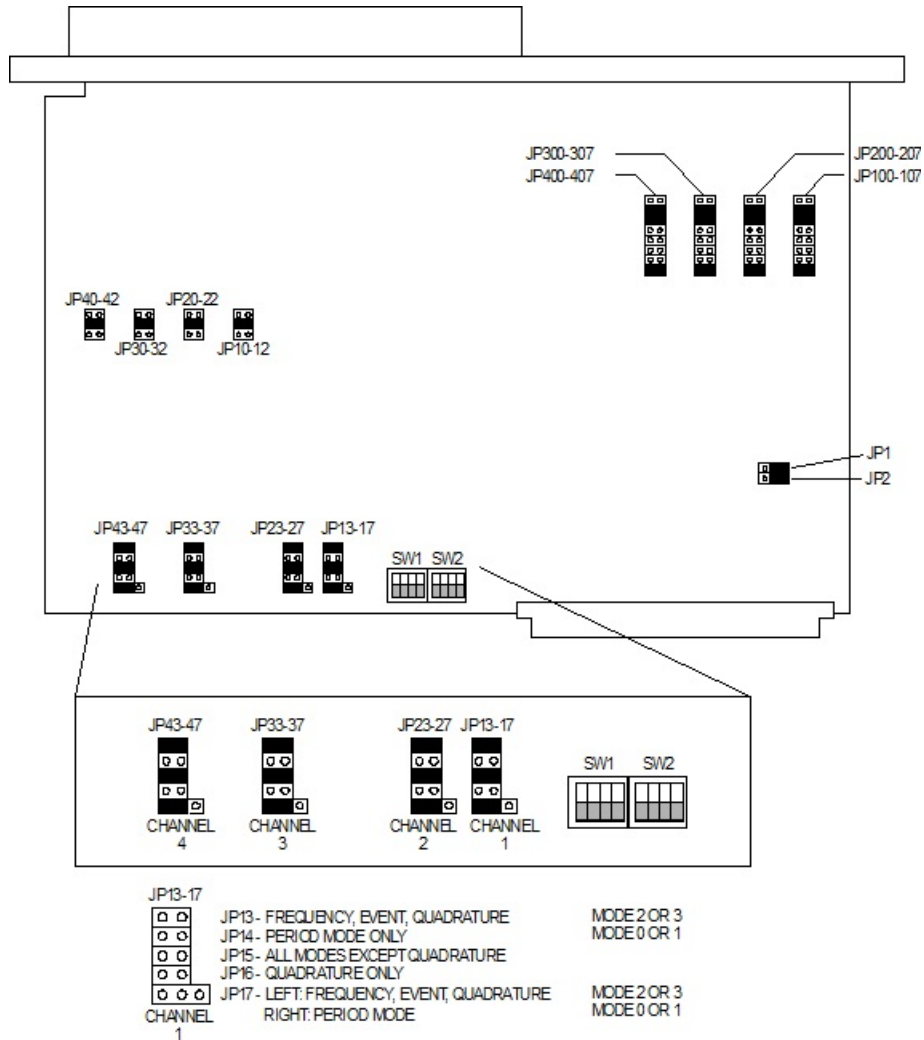 JP300-307
JP200-207
JP400-407
JP100-107
JP40-42
JP20-22
JP30-32
JP10-12
JP1
JP2
JP43-47
JP33-37
JP23-27
JP13-17
SW1
SW2
JP43-47
JP33-37
JP23-27
JP13-17
SW1
SW2
CHANNEL
4
CHANNEL
3
CHANNEL
2
CHANNEL
1
JP13-17
JP13 - FREQUENCY, EVENT, QUADRATURE MODE 2 OR 3
JP14 - PERIOD MODE ONLY MODE 0 OR 1
JP15 - ALL MODES EXCEPT QUADRATURE
JP16 - QUADRATURE ONLY
JP17 - LEFT: FREQUENCY, EVENT, QUADRATURE MODE 2 OR 3
RIGHT: PERIOD MODE MODE 0 OR 1
CHANNEL
1